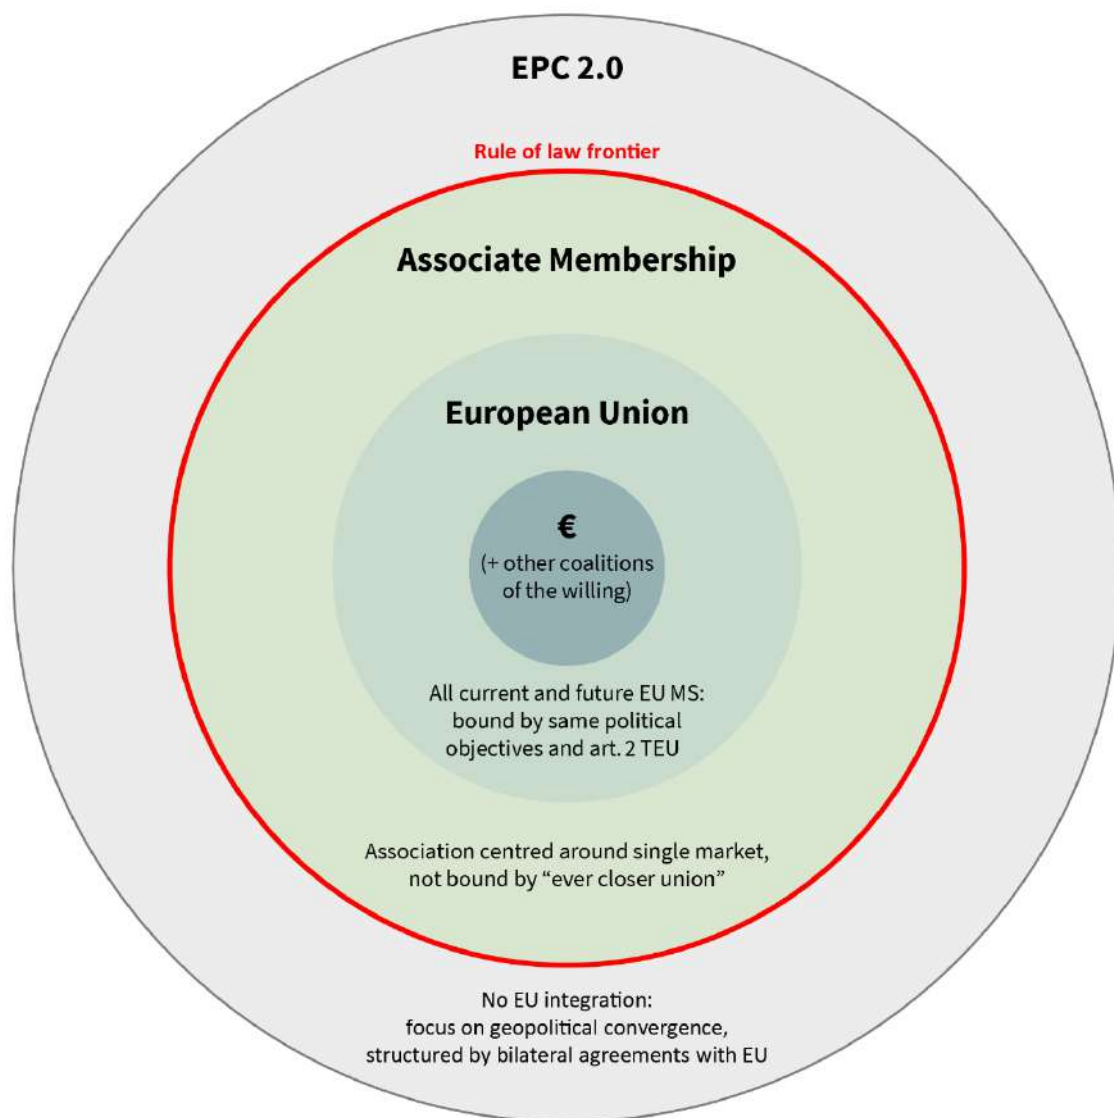 EPC 2.0
Rule of law frontier
Associate Membership
European Union
€
(+ other coalitions
of the willing)
All current and future EU MS:
bound by same political
objectives and art. 2 TEU
Association centred around single market,
not bound by “ever closer union”
No EU integration:
focus on geopolitical convergence,
structured by bilateral agreements with EU